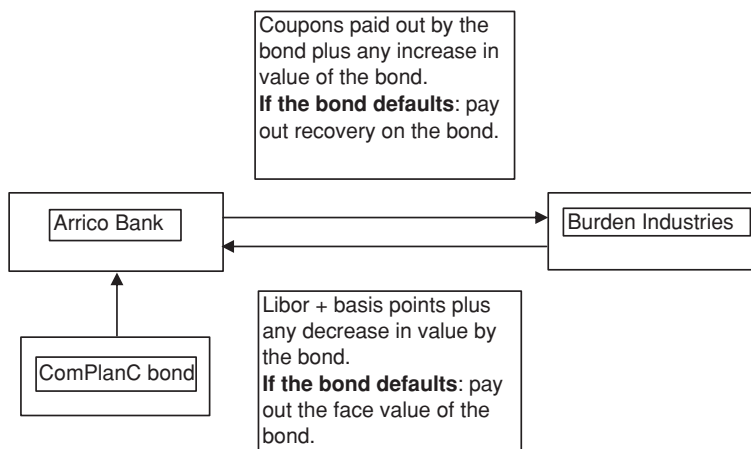 Coupons paid out by the
bond plus any increase in
value of the bond.
If the bond defaults: pay
out recovery on the bond.
Arrico Bank
Burden Industries
Libor + basis points plus
any decrease in value by
the bond.
If the bond defaults: pay
out the face value of the
bond.
ComPlanC bond